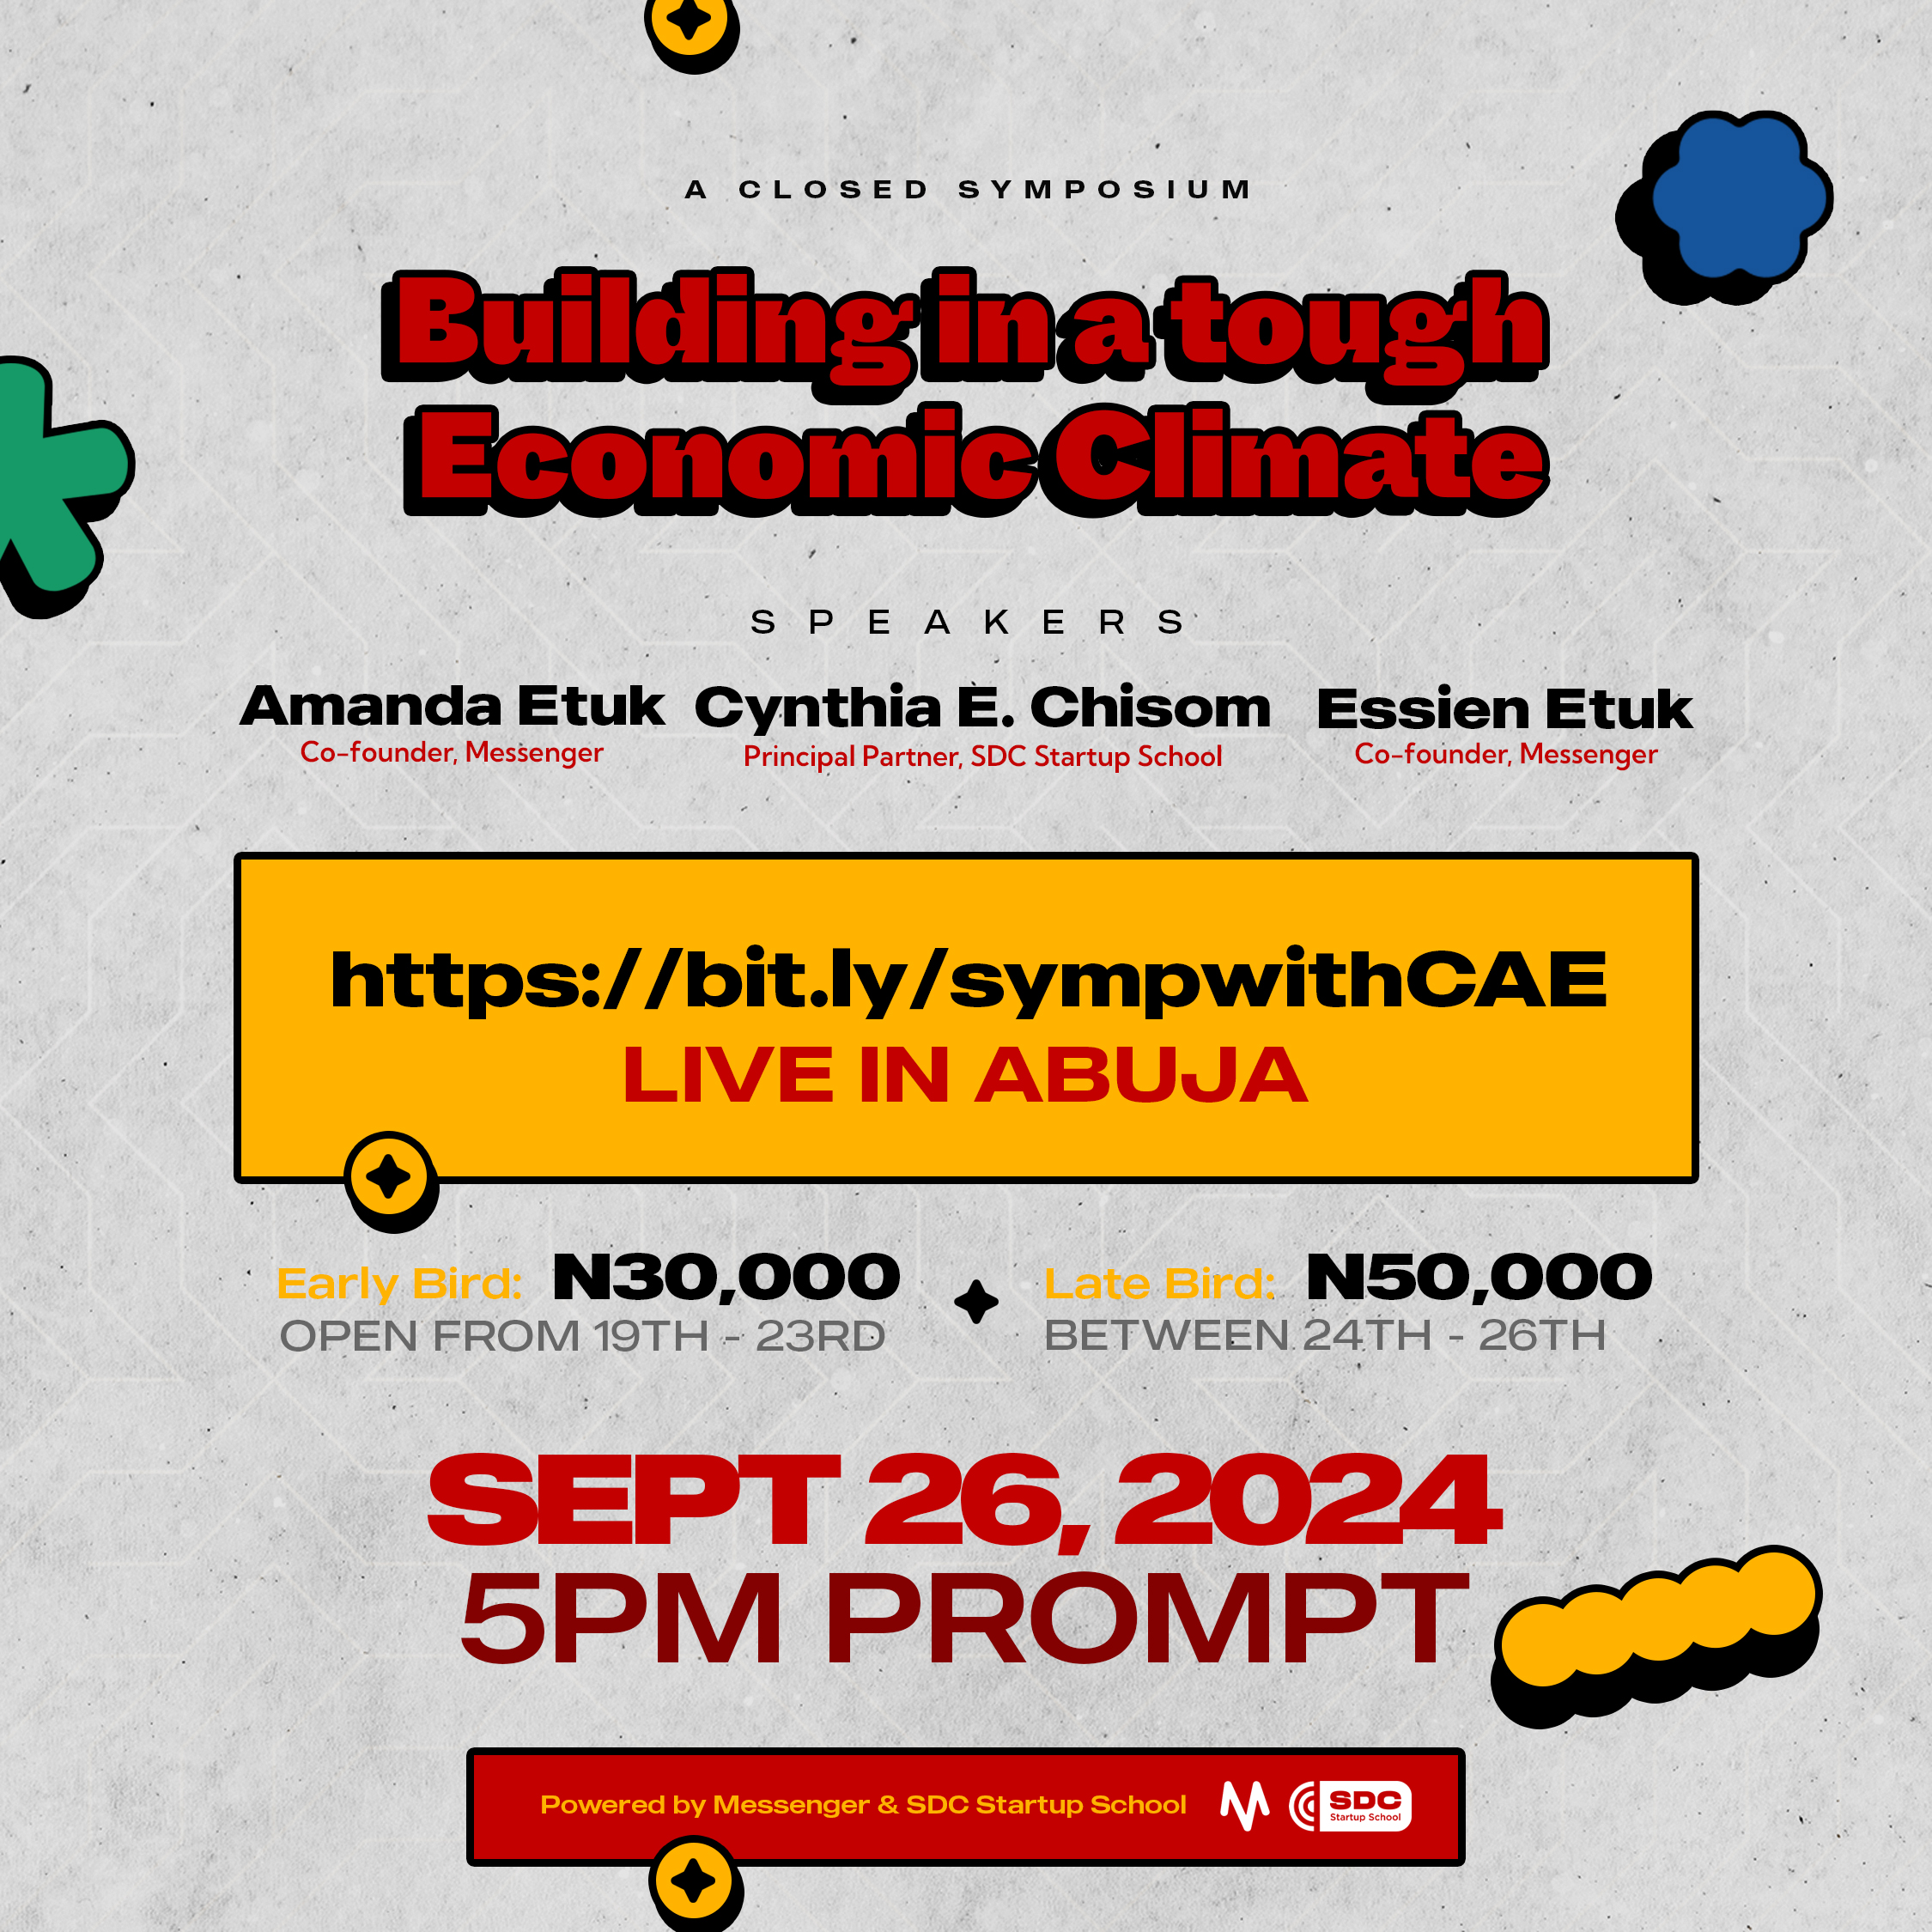 A CLOSED SYMPOSIUM
Building in a tough
Economic Climate
SPEAKERS
Amanda Etuk
Co-founder, Messenger
Cynthia E. Chisom
Principal Partner, SDC Startup School
Essien Etuk
Co-founder, Messenger
https://bit.ly/sympwithCAE
LIVE IN ABUJA
Early Bird: N30,000
OPEN FROM 19TH - 23RD
Late Bird: N50,000
BETWEEN 24TH - 26TH
SEPT 26, 2024
5PM PROMPT
Powered by Messenger & SDC Startup School
SDC
Startup School